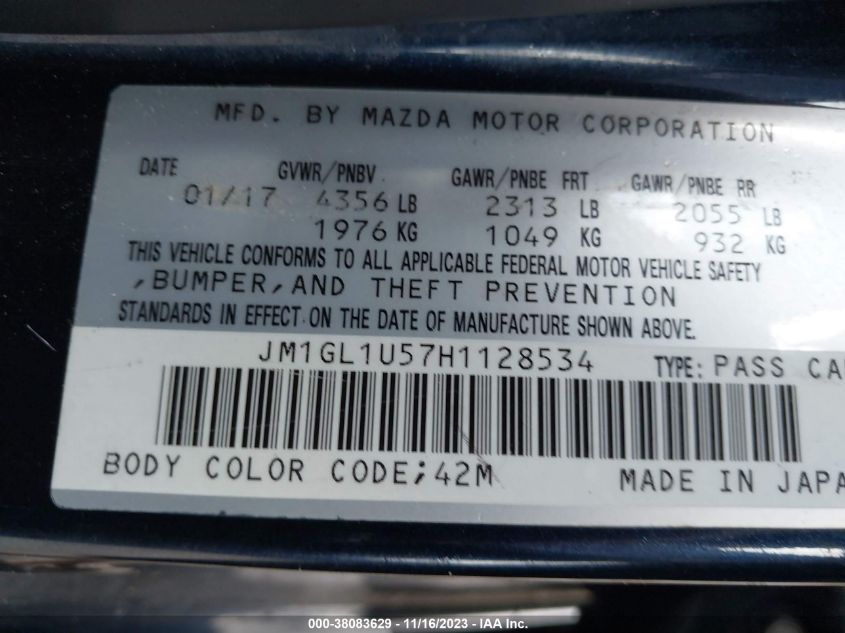 MFD. BY MAZDA MOTOR CORPORATION
DATE GVWR/PNBV GAWR/PNBE FRT GAWR/PNBE RR
01/17 4356 LB 2313 LB 2055 LB
1976 KG 1049 KG 932 KG
THIS VEHICLE CONFORMS TO ALL APPLICABLE FEDERAL MOTOR VEHICLE SAFETY
,BUMPER,AND THEFT PREVENTION
STANDARDS IN EFFECT ON THE DATE OF MANUFACTURE SHOWN ABOVE.
JM1GL1U57H1128534 TYPE: PASS CA
BODY COLOR CODE;42M MADE IN JAPA
000-38083629 - 11/16/2023 - IAA Inc.